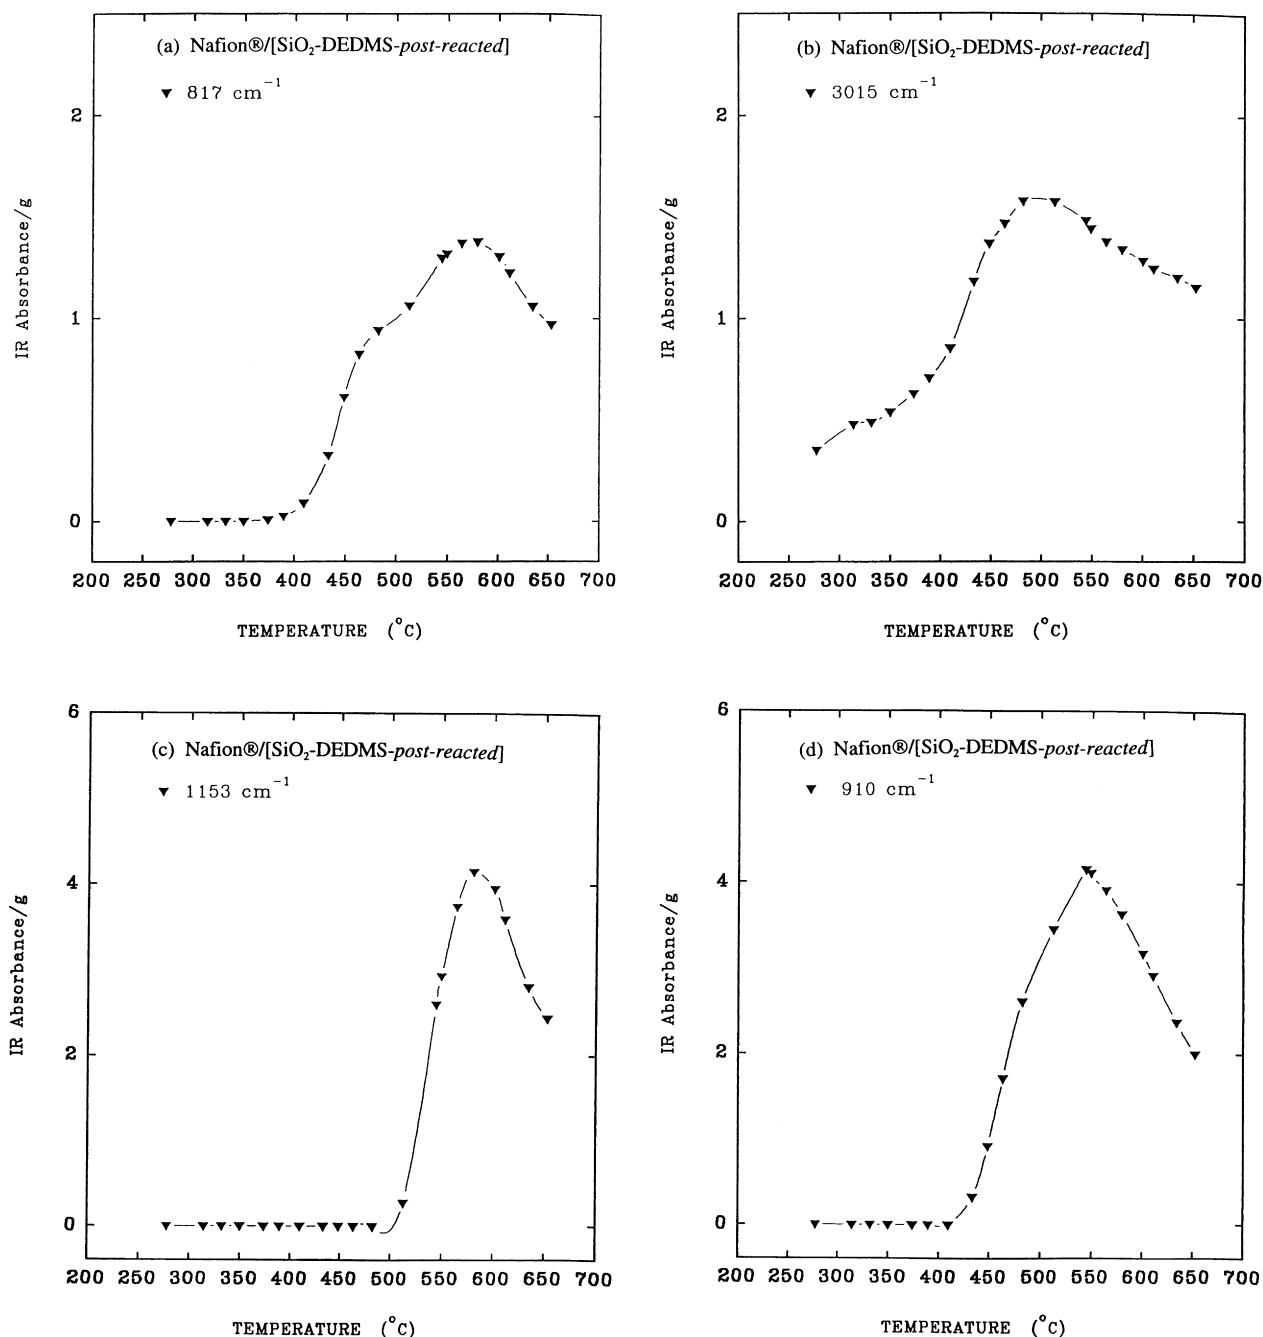 (a) Nafion®/[SiO₂-DEDMS-post-reacted]
▼ 817 cm⁻¹
2
1
0
IR Absorbance/g
200 250 300 350 400 450 500 550 600 650 700
TEMPERATURE (°C)
(b) Nafion®/[SiO₂-DEDMS-post-reacted]
▼ 3015 cm⁻¹
2
1
0
IR Absorbance/g
200 250 300 350 400 450 500 550 600 650 700
TEMPERATURE (°C)
(c) Nafion®/[SiO₂-DEDMS-post-reacted]
▼ 1153 cm⁻¹
6
4
2
0
IR Absorbance/g
200 250 300 350 400 450 500 550 600 650 700
TEMPERATURE (°C)
(d) Nafion®/[SiO₂-DEDMS-post-reacted]
▼ 910 cm⁻¹
6
4
2
0
IR Absorbance/g
200 250 300 350 400 450 500 550 600 650 700
TEMPERATURE (°C)